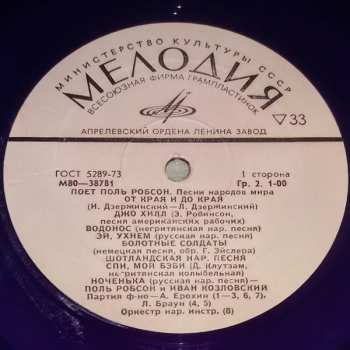 МИНИСТЕРСТВО КУЛЬТУРЫ СССР
МЕЛОДИЯ
ВСЕСОЮЗНАЯ ФИРМА ГРАМПЛАСТИНОК
33
АПРЕЛЕВСКИЙ ОРДЕНА ЛЕНИНА ЗАВОД
ГОСТ 5289-73
1 сторона
М80—38781
Гр. 2. 1-00
ПОЕТ ПОЛЬ РОБСОН. Песни народов мира
ОТ КРАЯ И ДО КРАЯ
(И. Дзержинский—Л. Дзержинский)
ДЖО ХИЛЛ (Э. Робинсон,
песня американских рабочих)
ВОДОНОС (негритянская нар. песня)
ЭЙ, УХНЕМ (русская нар. песня)
БОЛОТНЫЕ СОЛДАТЫ
(немецкая песня, обр. Г. Эйслера)
ШОТЛАНДСКАЯ НАР. ПЕСНЯ
СПИ, МОЙ БЭБИ (Д. Клутзам,
негритянская колыбельная)
НОЧЕНЬКА (русская нар. песня)—
ПОЛЬ РОБСОН и ИВАН КОЗЛОВСКИЙ
Партия ф-но—А. Ерохин (1—3, 6, 7).
Л. Браун (4, 5)
Оркестр нар. инстр. (8)